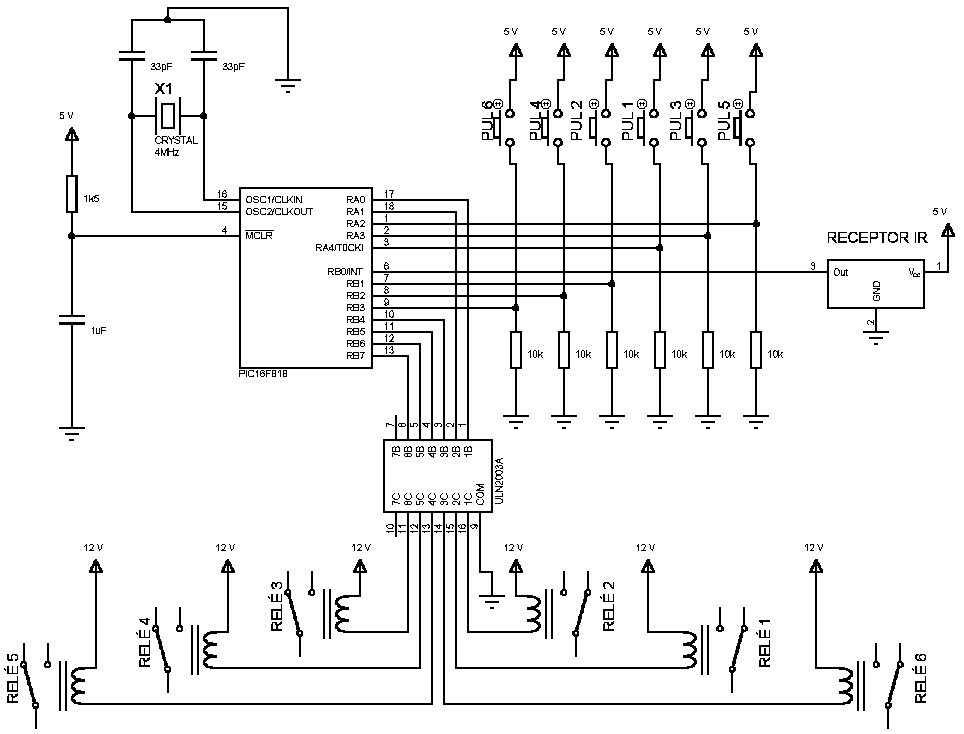 33pF
33pF
X1
CRYSTAL
4MHz
5 V
1k5
1uF
16
15
4
OSC1/CLKIN
OSC2/CLKOUT
MCLR
RA0
RA1
RA2
RA3
RA4/T0CKI
RB0/INT
RB1
RB2
RB3
RB4
RB5
RB6
RB7
17
18
1
2
3
6
7
8
9
10
11
12
13
PIC16F818
5 V
5 V
5 V
5 V
5 V
5 V
PUL 6
PUL 4
PUL 2
PUL 1
PUL 3
PUL 5
10k
10k
10k
10k
10k
10k
RECEPTOR IR
5 V
3
Out
Vcc
1
GND
2
7
6
5
4
3
2
1
7B
6B
5B
4B
3B
2B
1B
7C
6C
5C
4C
3C
2C
1C
COM
ULN2003A
10
11
12
13
14
15
16
9
12 V
12 V
12 V
12 V
12 V
12 V
RELÉ 5
RELÉ 4
RELÉ 3
RELÉ 2
RELÉ 1
RELÉ 6